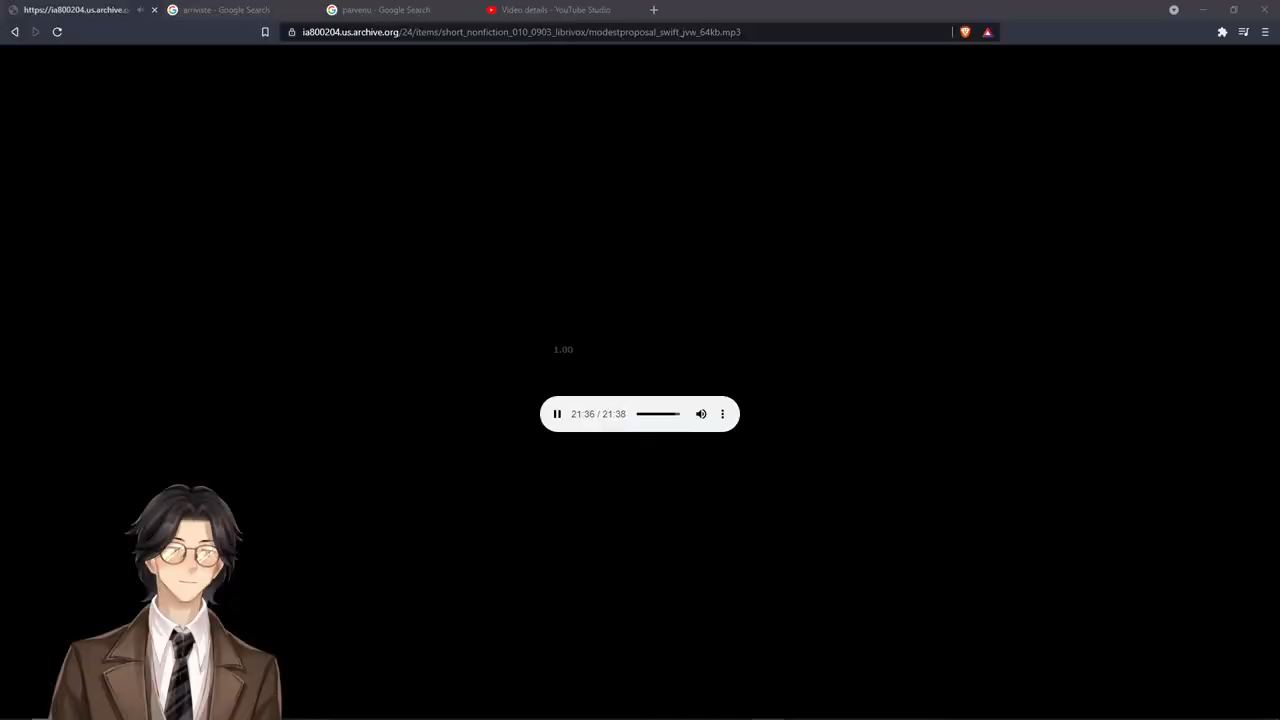 https://ia800204.us.archive.o
arriviste - Google Search
parvenu - Google Search
Video details - YouTube Studio
ia800204.us.archive.org/24/items/short_nonfiction_010_0903_librivox/modestproposal_swift_jvw_64kb.mp3
1.00
21:36 / 21:38